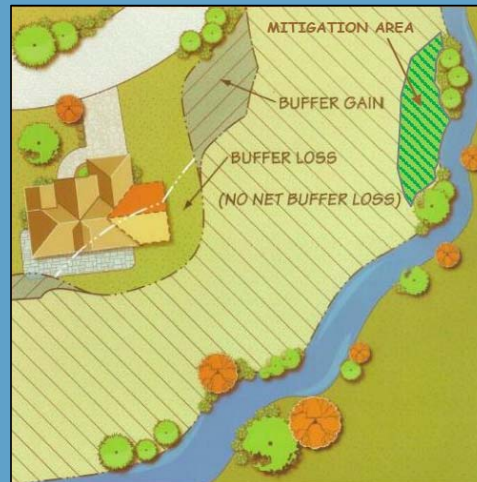 MITIGATION AREA
BUFFER GAIN
BUFFER LOSS
(NO NET BUFFER LOSS)